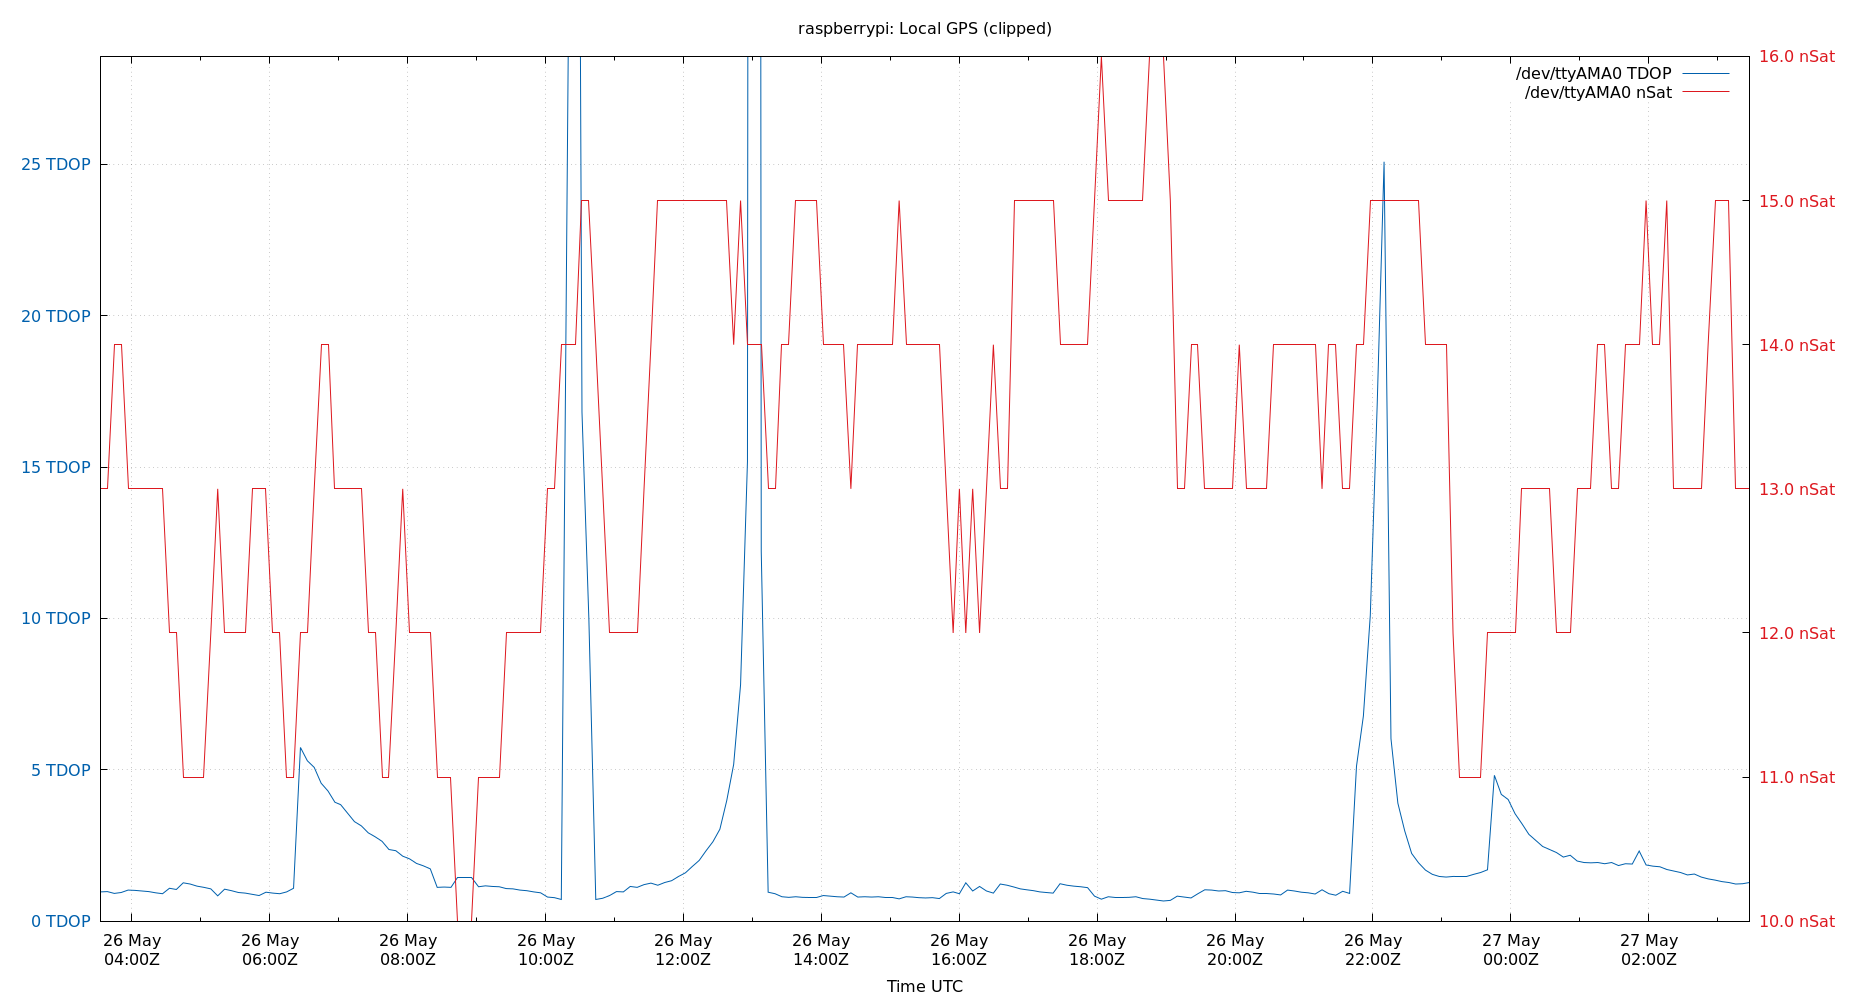 raspberrypi: Local GPS (clipped)
/dev/ttyAMA0 TDOP
/dev/ttyAMA0 nSat
25 TDOP
20 TDOP
15 TDOP
10 TDOP
5 TDOP
0 TDOP
16.0 nSat
15.0 nSat
14.0 nSat
13.0 nSat
12.0 nSat
11.0 nSat
10.0 nSat
26 May
04:00Z
26 May
06:00Z
26 May
08:00Z
26 May
10:00Z
26 May
12:00Z
26 May
14:00Z
26 May
16:00Z
26 May
18:00Z
26 May
20:00Z
26 May
22:00Z
27 May
00:00Z
27 May
02:00Z
Time UTC